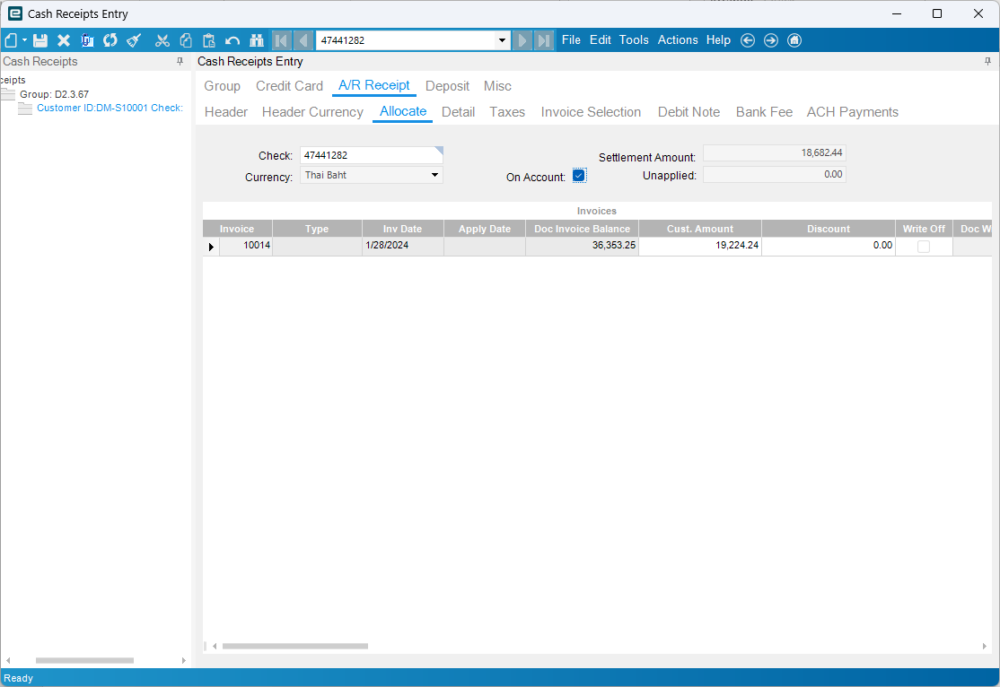 Cash Receipts Entry
47441282 File Edit Tools Actions Help
Cash Receipts
Cash Receipts Entry
ceipts
Group: D2.3.67
Customer ID:DM-S10001 Check:
Group Credit Card A/R Receipt Deposit Misc
Header Header Currency Allocate Detail Taxes Invoice Selection Debit Note Bank Fee ACH Payments
Check: 47441282 Settlement Amount: 18,682.44
Currency: Thai Baht On Account: Unapplied: 0.00
Invoices
Invoice Type Inv Date Apply Date Doc Invoice Balance Cust. Amount Discount Write Off Doc W
10014 1/28/2024 36,353.25 19,224.24 0.00
Ready